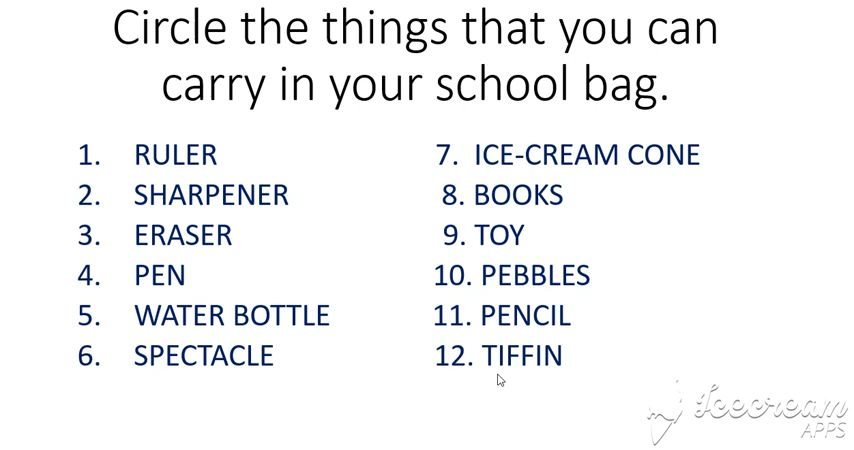 Circle the things that you can
carry in your school bag.
1. RULER
2. SHARPENER
3. ERASER
4. PEN
5. WATER BOTTLE
6. SPECTACLE
7. ICE-CREAM CONE
8. BOOKS
9. TOY
10. PEBBLES
11. PENCIL
12. TIFFIN
Icecream
APPS